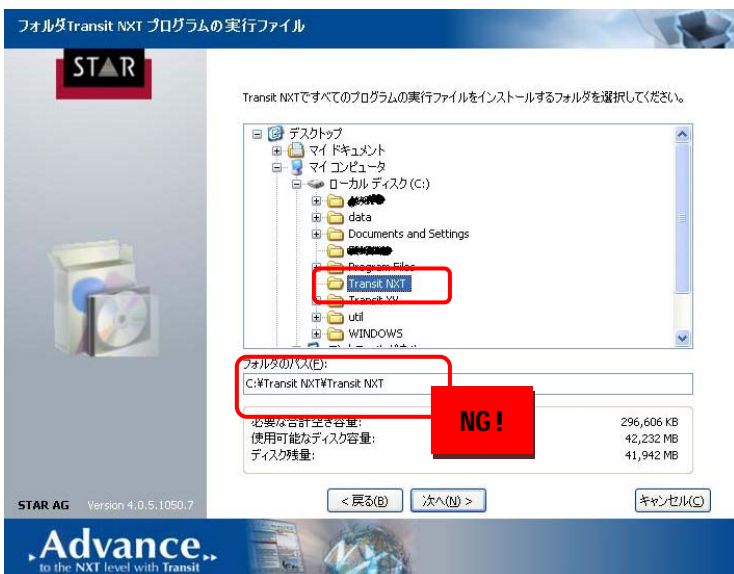 フォルダTransit NXT プログラムの実行ファイル
STAR
Transit NXTですべてのプログラムの実行ファイルをインストールするフォルダを選択してください。
デスクトップ
マイ ドキュメント
マイ コンピュータ
ローカル ディスク (C:)
data
Documents and Settings
Program Files
Transit NXT
Transit XV
util
WINDOWS
フォルダのパス(F):
C:¥Transit NXT¥Transit NXT
NG!
必要な合計空き容量: 296,606 KB
使用可能なディスク容量: 42,232 MB
ディスク残量: 41,942 MB
STAR AG Version 4.0.5.1050.7
< 戻る(B)
次へ(N) >
キャンセル(C)
Advance
to the NXT level with Transit